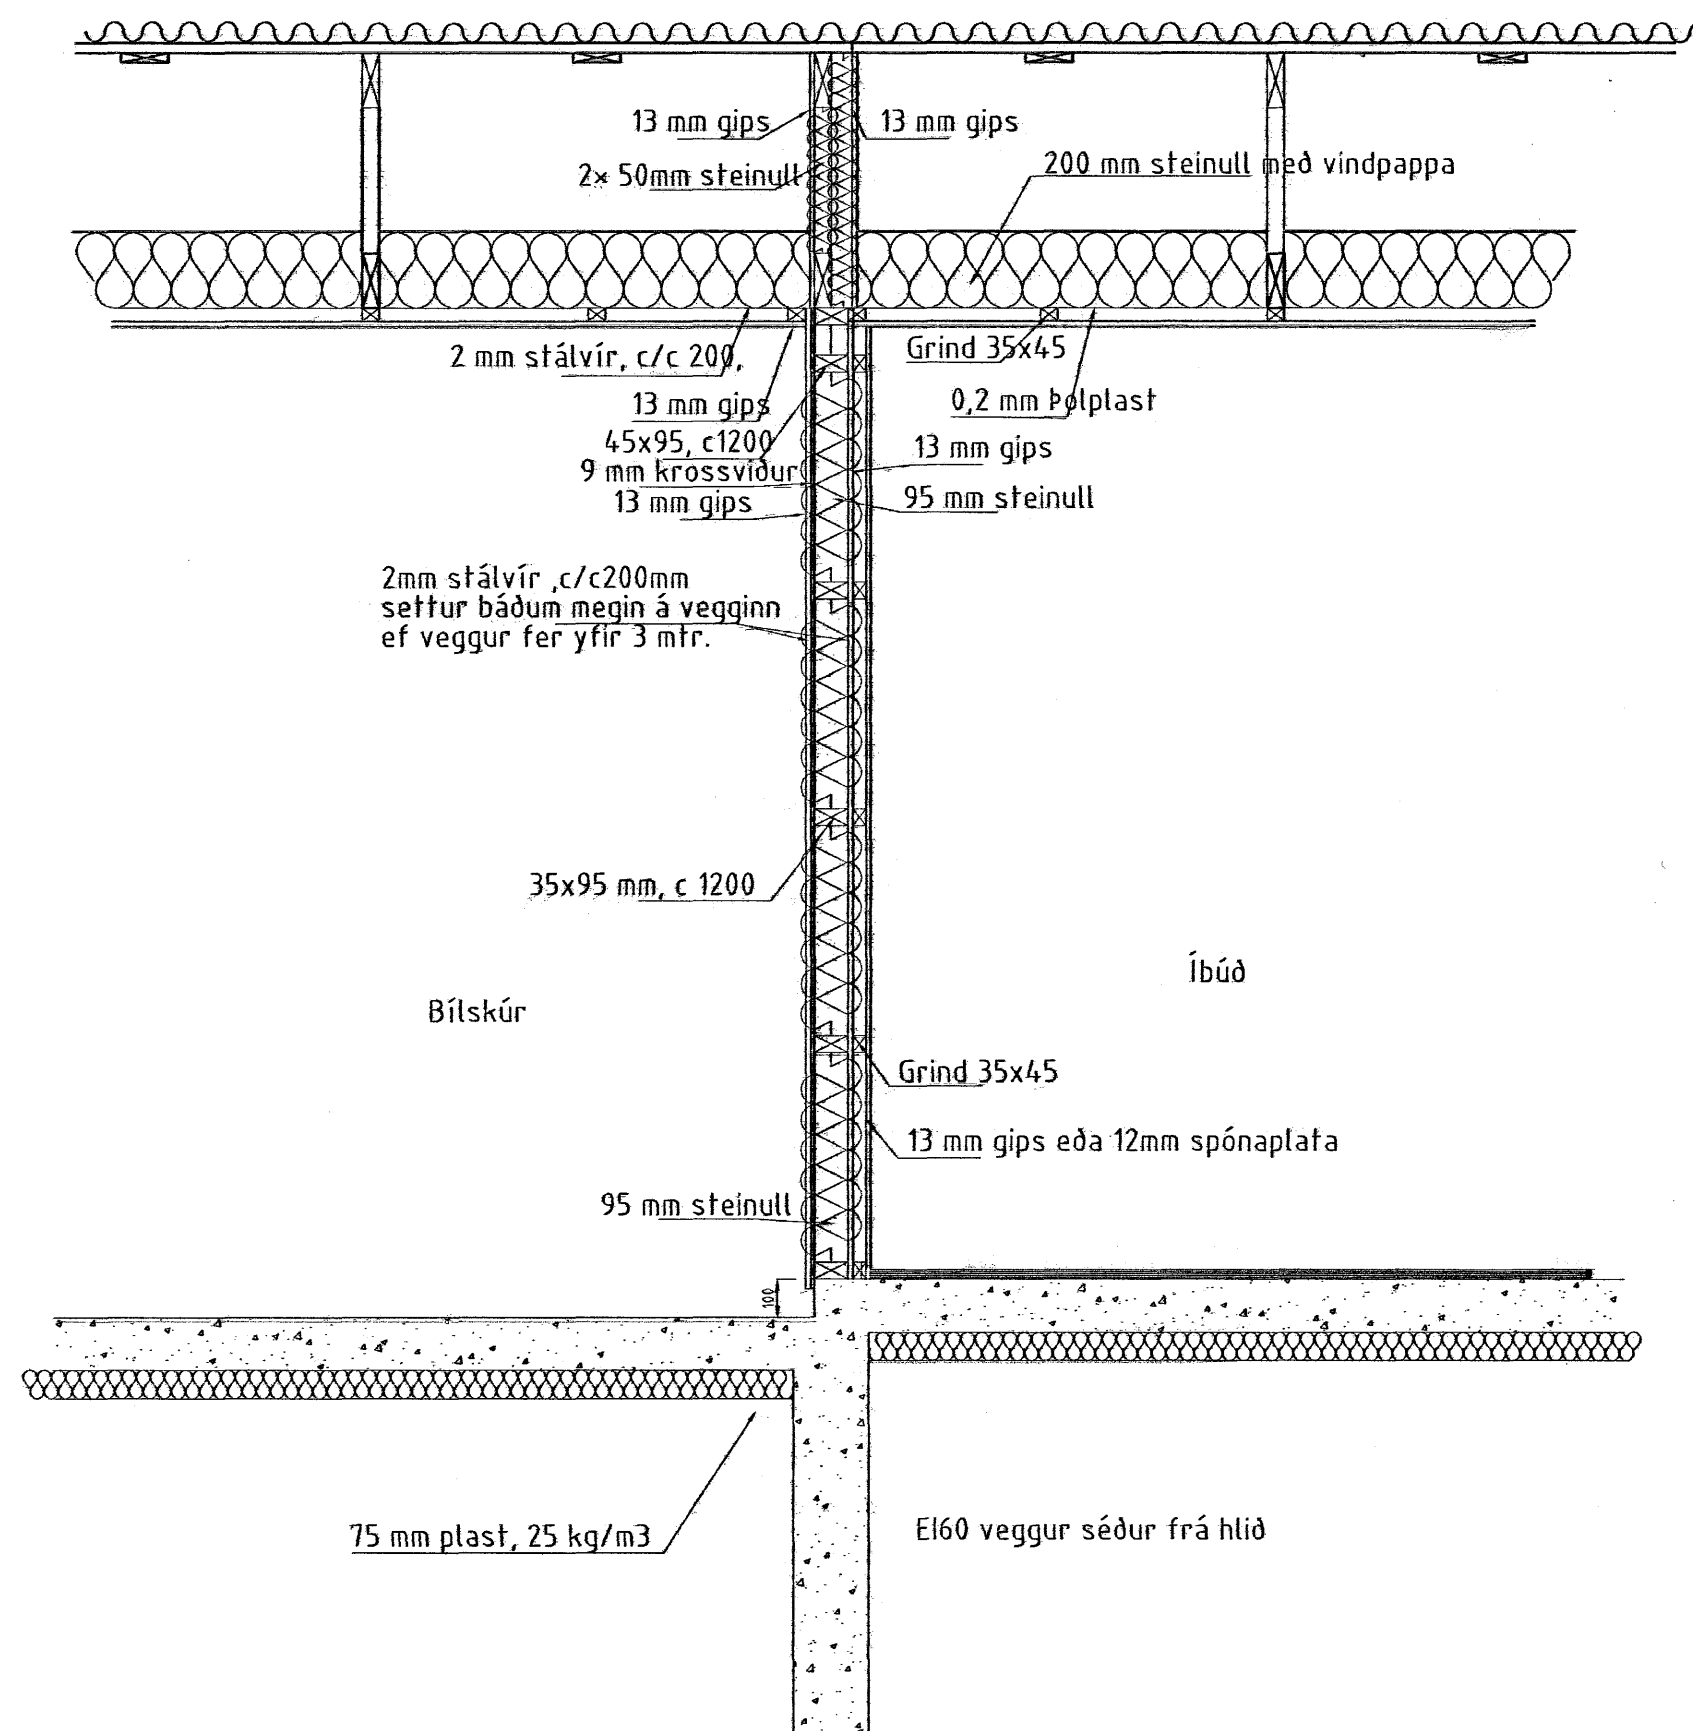 13 mm gips
13 mm gips
2x 50mm steinull
200 mm steinull með vindpappa
2 mm stálvír, c/c 200,
Grind 35x45
13 mm gips
0,2 mm Þolplast
45x95, c1200
13 mm gips
9 mm krossviður
13 mm gips
95 mm steinull
2mm stálvír ,c/c200mm
settur báðum megin á vegginn
ef veggur fer yfir 3 mtr.
35x95 mm, c 1200
Íbúð
Bílskúr
Grind 35x45
13 mm gips eða 12mm spónaplata
95 mm steinull
100
75 mm plast, 25 kg/m3
EI60 veggur séður frá hlið